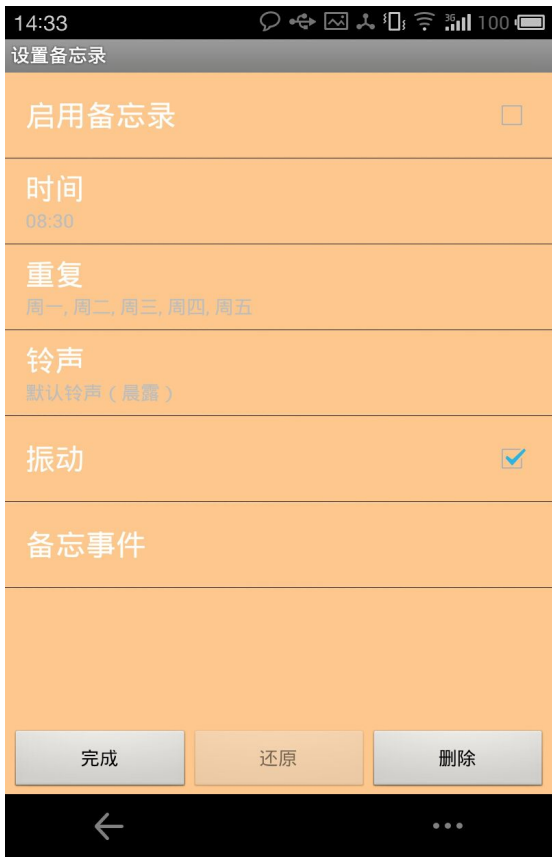 14:33
3G
100
设置备忘录
启用备忘录
时间
08:30
重复
周一, 周二, 周三, 周四, 周五
铃声
默认铃声（晨露）
振动
备忘事件
完成
还原
删除